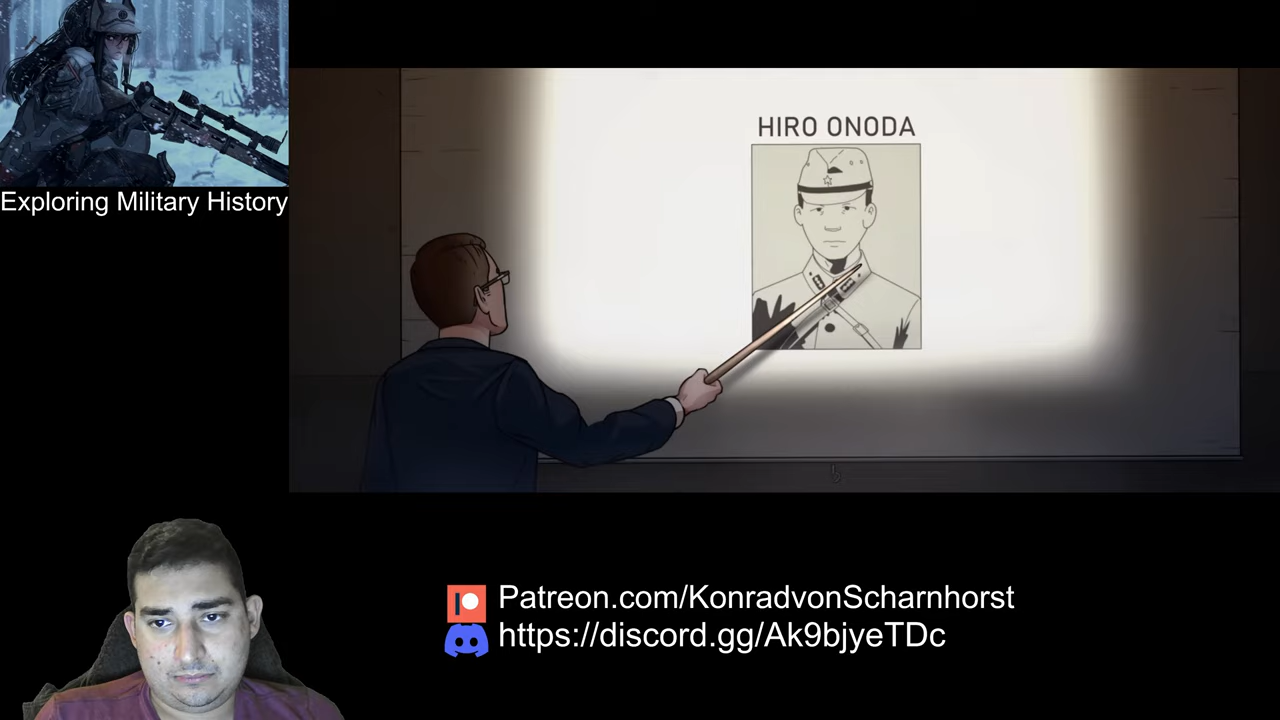 HIRO ONODA
Exploring Military History
Patreon.com/KonradvonScharnhorst
https://discord.gg/Ak9bjyeTDc